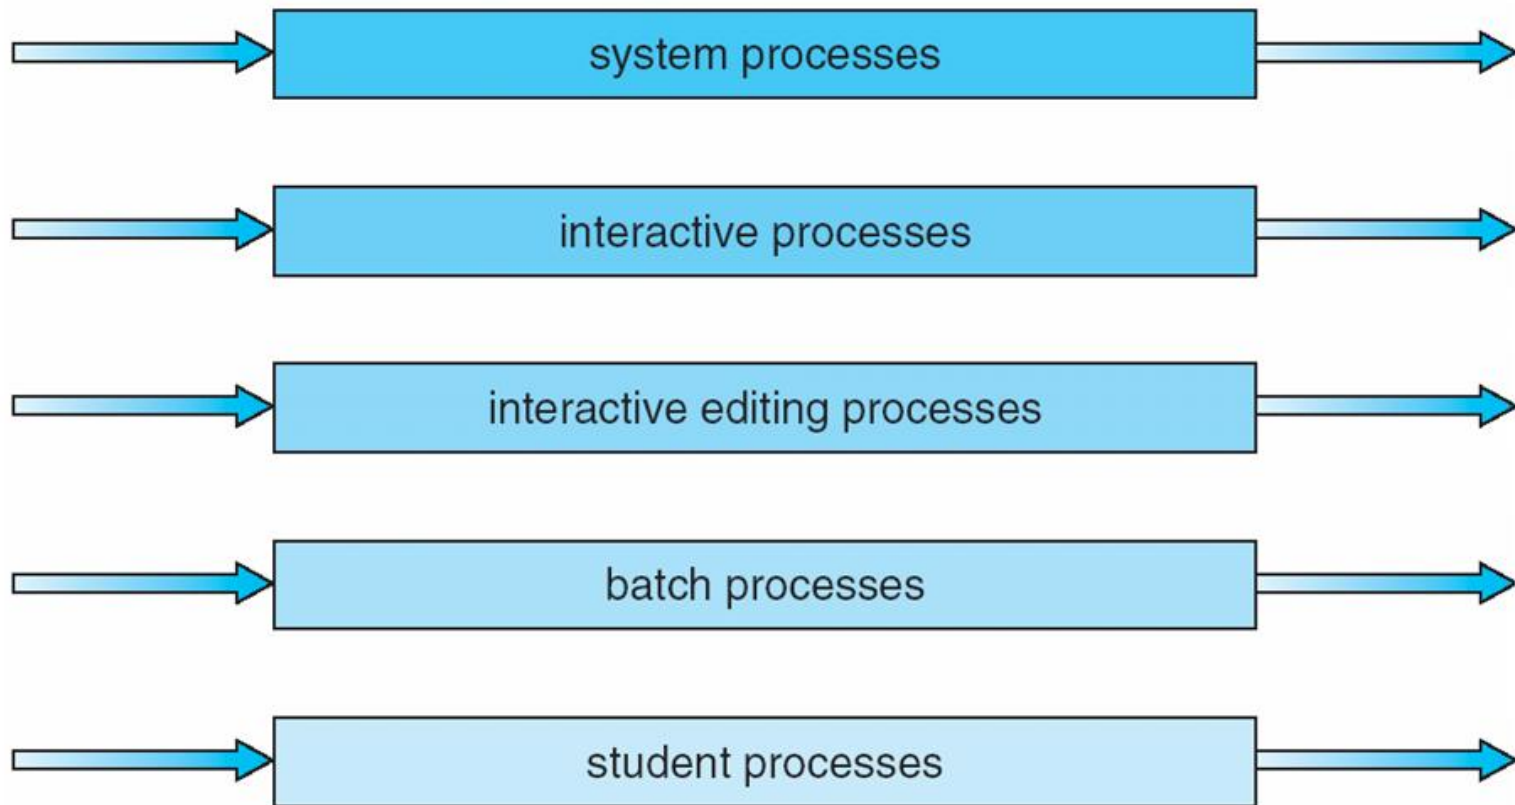 system processes
interactive processes
interactive editing processes
batch processes
student processes